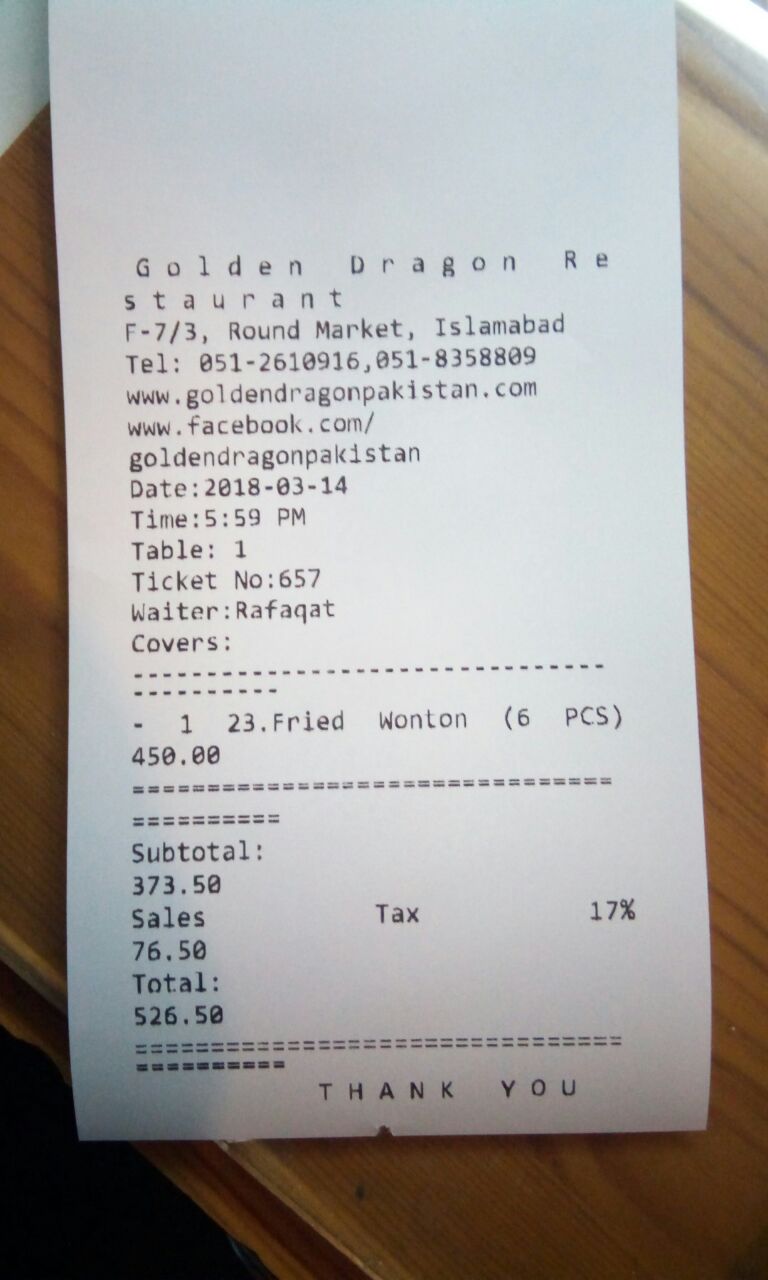 Golden Dragon Re
staurant
F-7/3, Round Market, Islamabad
Tel: 051-2610916,051-8358809
www.goldendragonpakistan.com
www.facebook.com/
goldendragonpakistan
Date:2018-03-14
Time:5:59 PM
Table: 1
Ticket No:657
Waiter:Rafaqat
Covers:
--------------------------------
----------
- 1 23.Fried Wonton (6 PCS)
450.00
================================
==========
Subtotal:
373.50
Sales Tax 17%
76.50
Total:
526.50
================================
==========
THANK YOU